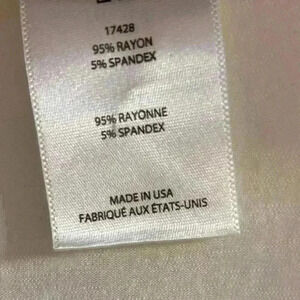 17428
95% RAYON
5% SPANDEX
95% RAYONNE
5% SPANDEX
MADE IN USA
FABRIQUÉ AUX ÉTATS-UNIS